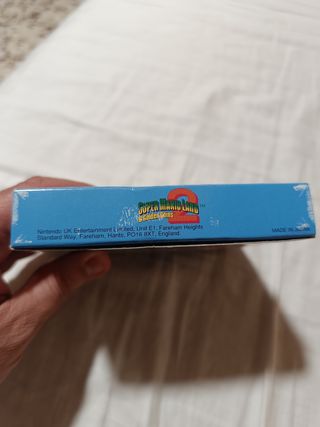 SUPER MARIO LAND 2™
6 GOLDEN COINS
Nintendo UK Entertainment Limited, Unit E1, Fareham Heights
Standard Way, Fareham, Hants, PO16 8XT, England
MADE IN JAPAN